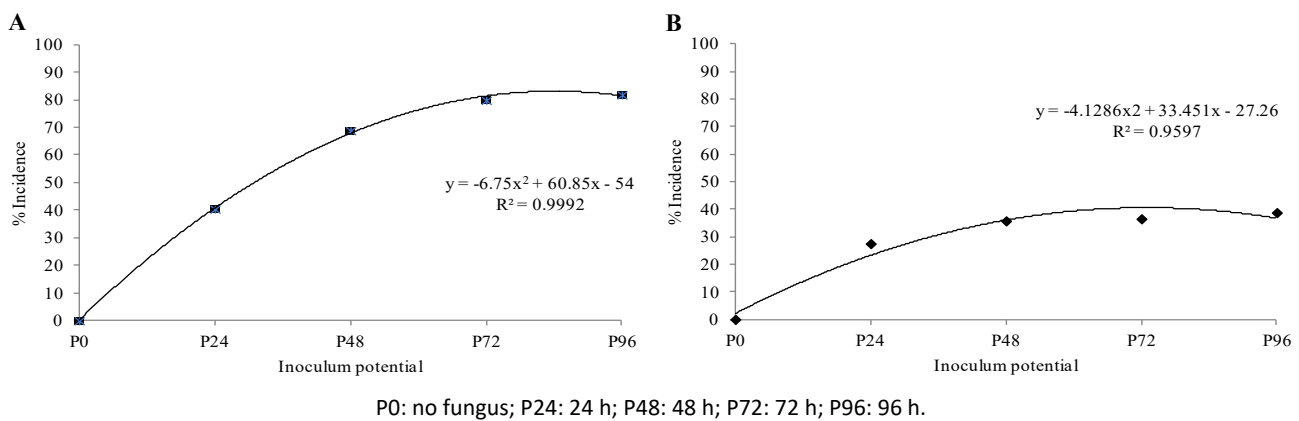 A
100
90
80
70
60
50
40
30
20
10
0
% Incidence
y = -6.75x² + 60.85x - 54
R² = 0.9992
P0 P24 P48 P72 P96
Inoculum potential
B
100
90
80
70
60
50
40
30
20
10
0
% Incidence
y = -4.1286x2 + 33.451x - 27.26
R² = 0.9597
P0 P24 P48 P72 P96
Inoculum potential
P0: no fungus; P24: 24 h; P48: 48 h; P72: 72 h; P96: 96 h.